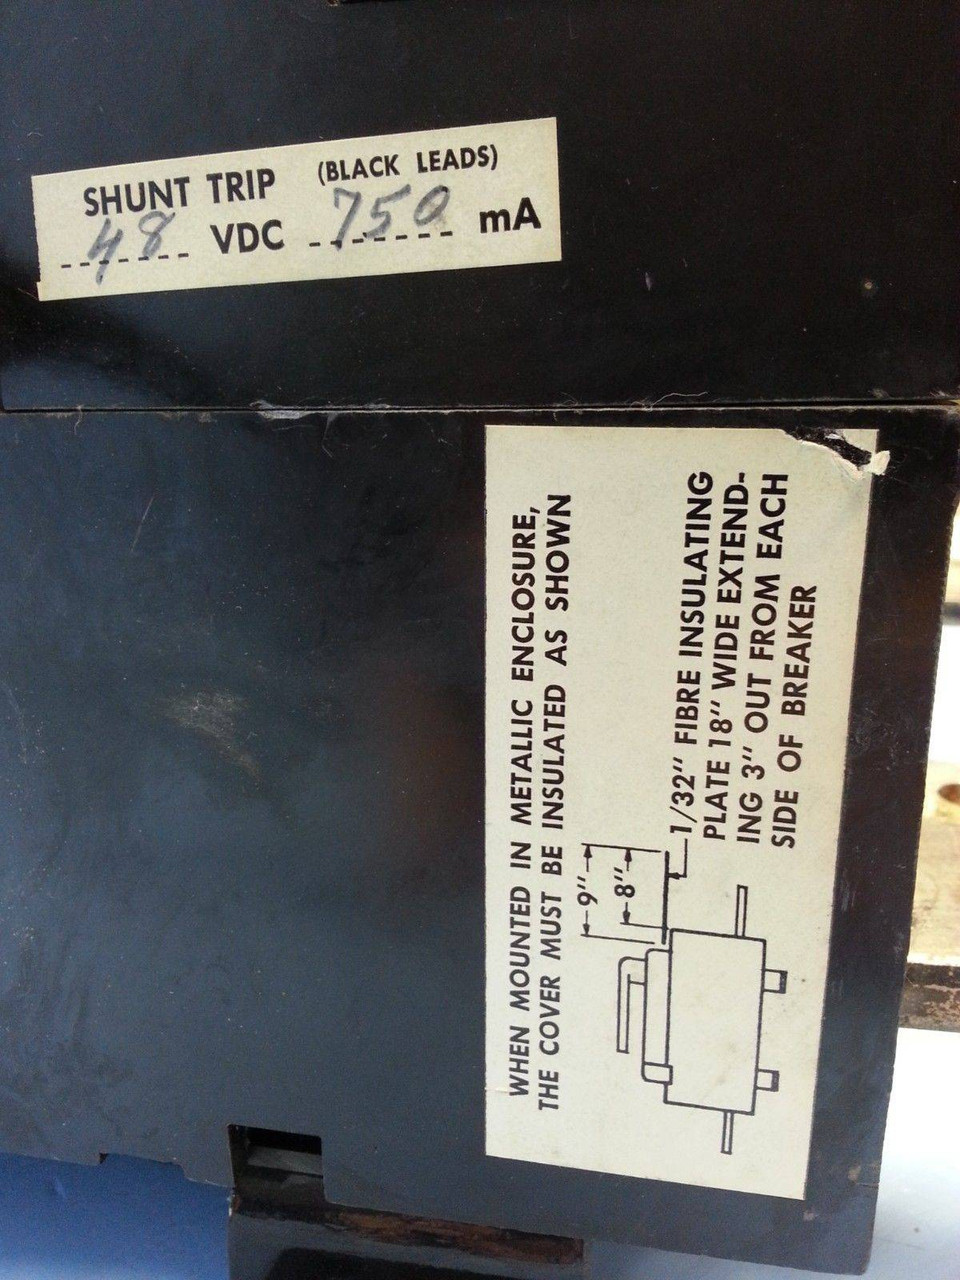 SHUNT TRIP (BLACK LEADS)
48 VDC 750 mA
WHEN MOUNTED IN METALLIC ENCLOSURE,
THE COVER MUST BE INSULATED AS SHOWN
9"
8"
1/32" FIBRE INSULATING
PLATE 18" WIDE EXTEND-
ING 3" OUT FROM EACH
SIDE OF BREAKER